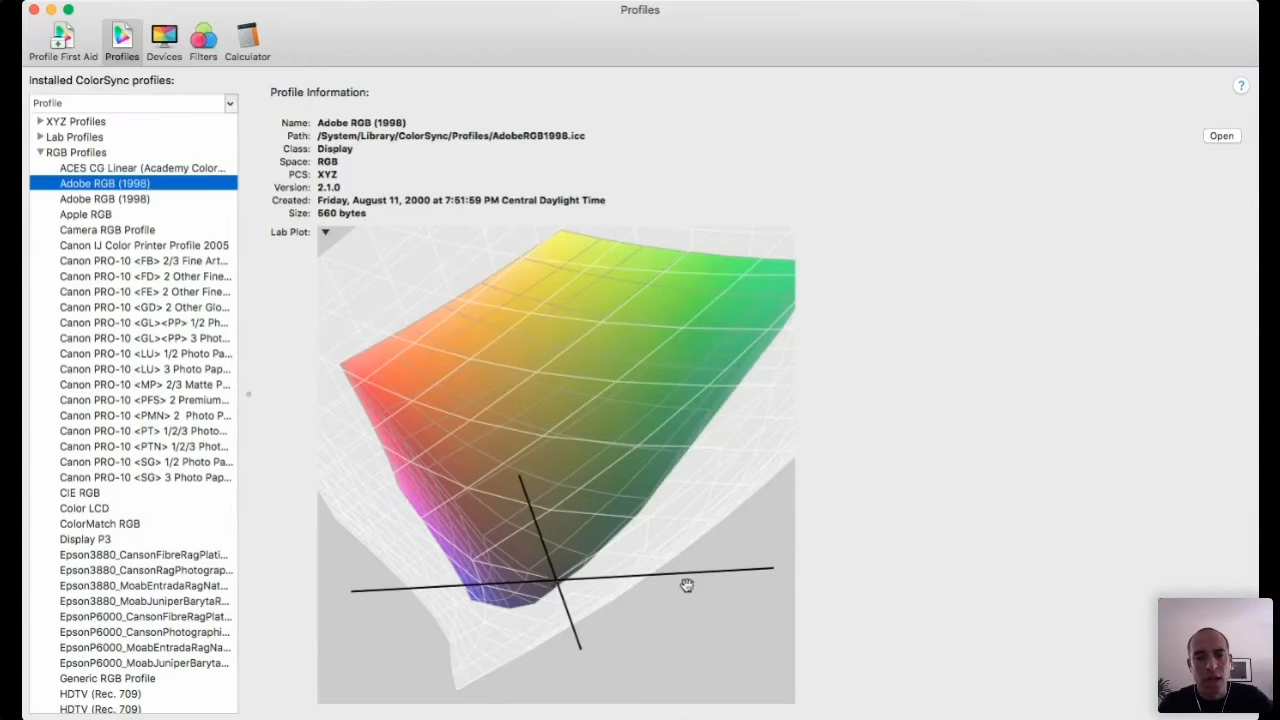 Profiles
Profile First Aid
Profiles
Devices
Filters
Calculator
Installed ColorSync profiles:
Profile
XYZ Profiles
Lab Profiles
RGB Profiles
ACES CG Linear (Academy Color...
Adobe RGB (1998)
Adobe RGB (1998)
Apple RGB
Camera RGB Profile
Canon IJ Color Printer Profile 2005
Canon PRO-10 <FB> 2/3 Fine Art...
Canon PRO-10 <FD> 2 Other Fine...
Canon PRO-10 <FE> 2 Other Fine...
Canon PRO-10 <GD> 2 Other Glo...
Canon PRO-10 <GL><PP> 1/2 Ph...
Canon PRO-10 <GL><PP> 3 Phot...
Canon PRO-10 <LU> 1/2 Photo Pa...
Canon PRO-10 <LU> 3 Photo Pap...
Canon PRO-10 <MP> 2/3 Matte P...
Canon PRO-10 <PFS> 2 Premium...
Canon PRO-10 <PMN> 2 Photo P...
Canon PRO-10 <PT> 1/2/3 Photo...
Canon PRO-10 <PTN> 1/2/3 Phot...
Canon PRO-10 <SG> 1/2 Photo Pa...
Canon PRO-10 <SG> 3 Photo Pap...
CIE RGB
Color LCD
ColorMatch RGB
Display P3
Epson3880_CansonFibreRagPlati...
Epson3880_CansonRagPhotograp...
Epson3880_MoabEntradaRagNat...
Epson3880_MoabJuniperBarytaR...
EpsonP6000_CansonFibreRagPlat...
EpsonP6000_CansonPhotographi...
EpsonP6000_MoabEntradaRagNa...
EpsonP6000_MoabJuniperBaryta...
Generic RGB Profile
HDTV (Rec. 709)
HDTV (Rec. 709)
Profile Information:
?
Name: Adobe RGB (1998)
Path: /System/Library/ColorSync/Profiles/AdobeRGB1998.icc
Open
Class: Display
Space: RGB
PCS: XYZ
Version: 2.1.0
Created: Friday, August 11, 2000 at 7:51:59 PM Central Daylight Time
Size: 560 bytes
Lab Plot: